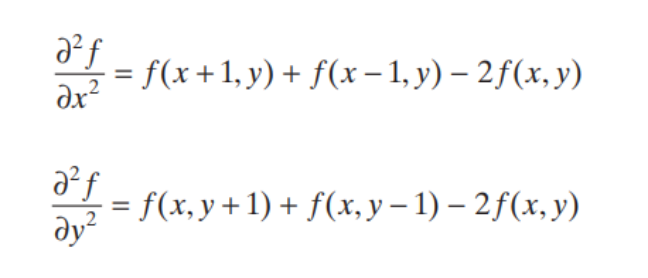 ∂²f/∂x² = f(x + 1, y) + f(x − 1, y) − 2f(x, y)
∂²f/∂y² = f(x, y + 1) + f(x, y − 1) − 2f(x, y)